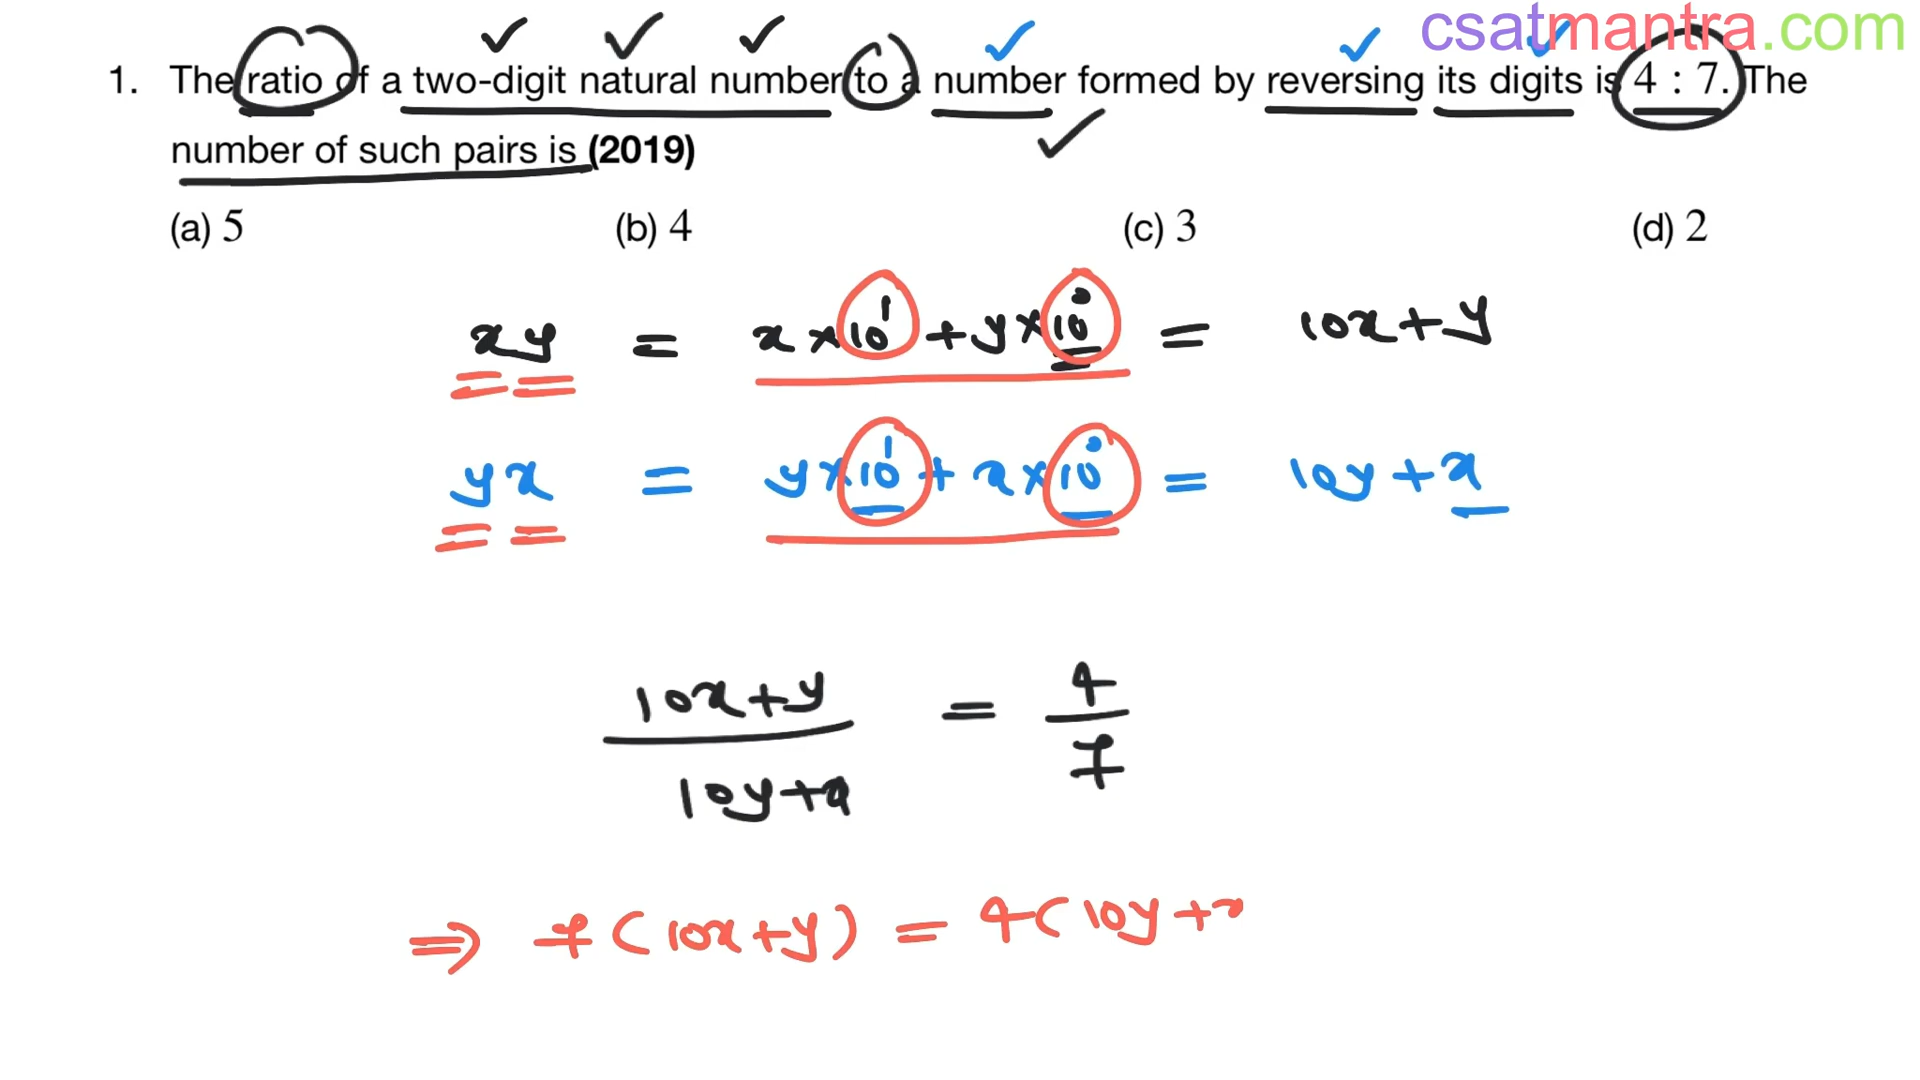 csatmantra.com
1. The ratio of a two-digit natural number to a number formed by reversing its digits is 4 : 7. The
number of such pairs is (2019)
(a) 5 (b) 4 (c) 3 (d) 2
xy = x × 10¹ + y × 10⁰ = 10x + y
yx = y × 10¹ + x × 10⁰ = 10y + x
10x + y = 4
10y + x 7
⇒ 7(10x + y) = 4(10y + x